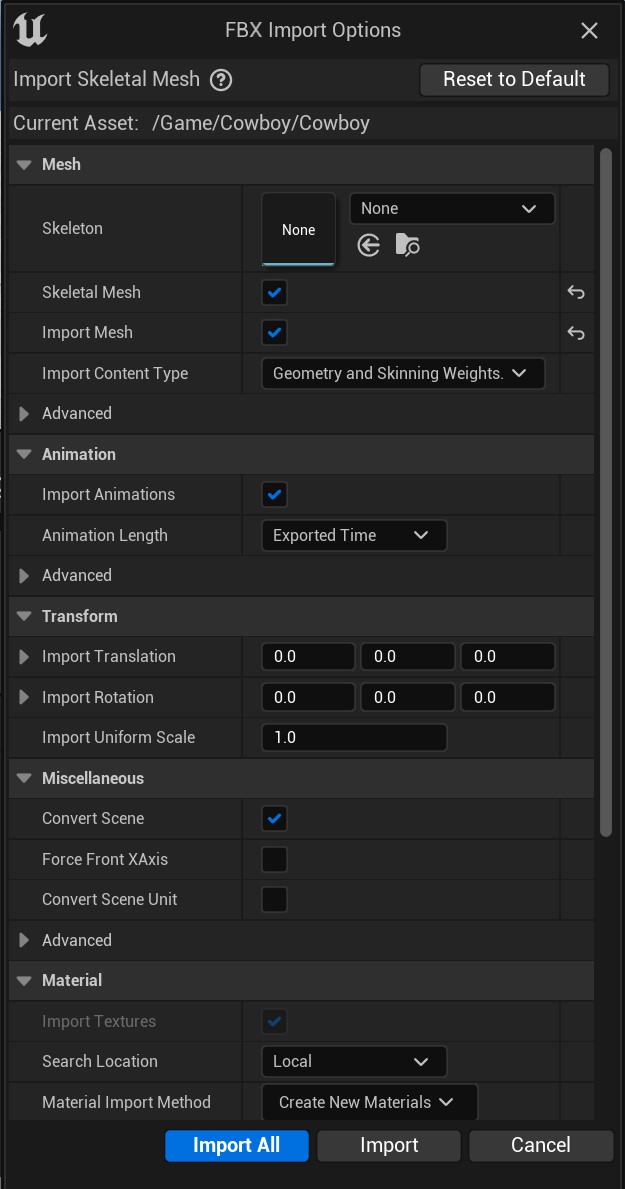 FBX Import Options
Import Skeletal Mesh ? Reset to Default
Current Asset: /Game/Cowboy/Cowboy
Mesh
Skeleton None None
Skeletal Mesh
Import Mesh
Import Content Type Geometry and Skinning Weights.
Advanced
Animation
Import Animations
Animation Length Exported Time
Advanced
Transform
Import Translation 0.0 0.0 0.0
Import Rotation 0.0 0.0 0.0
Import Uniform Scale 1.0
Miscellaneous
Convert Scene
Force Front XAxis
Convert Scene Unit
Advanced
Material
Import Textures
Search Location Local
Material Import Method Create New Materials
Import All Import Cancel